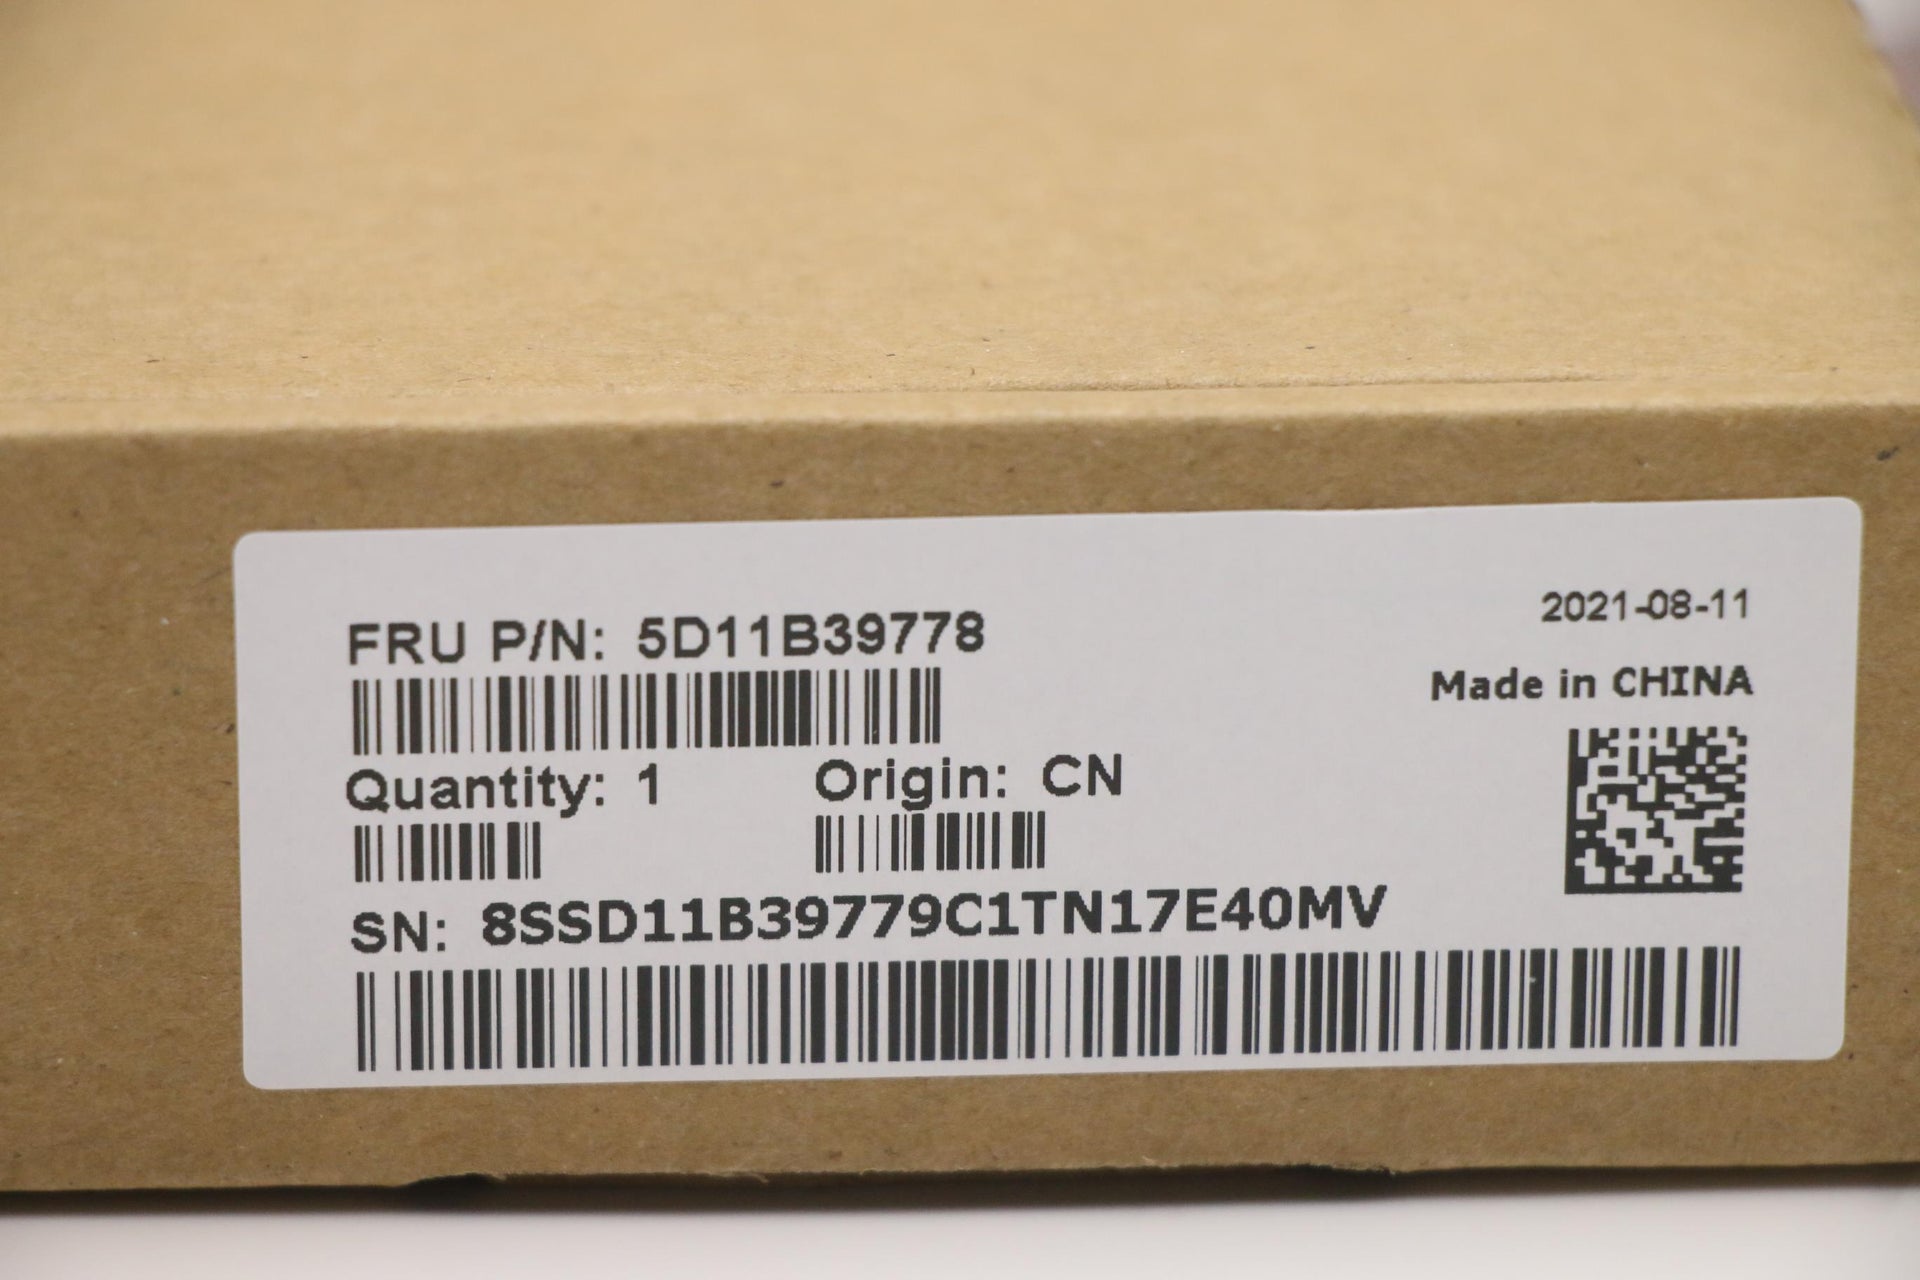 FRU P/N: 5D11B39778
2021-08-11
Made in CHINA
Quantity: 1
Origin: CN
SN: 8SSD11B39779C1TN17E40MV